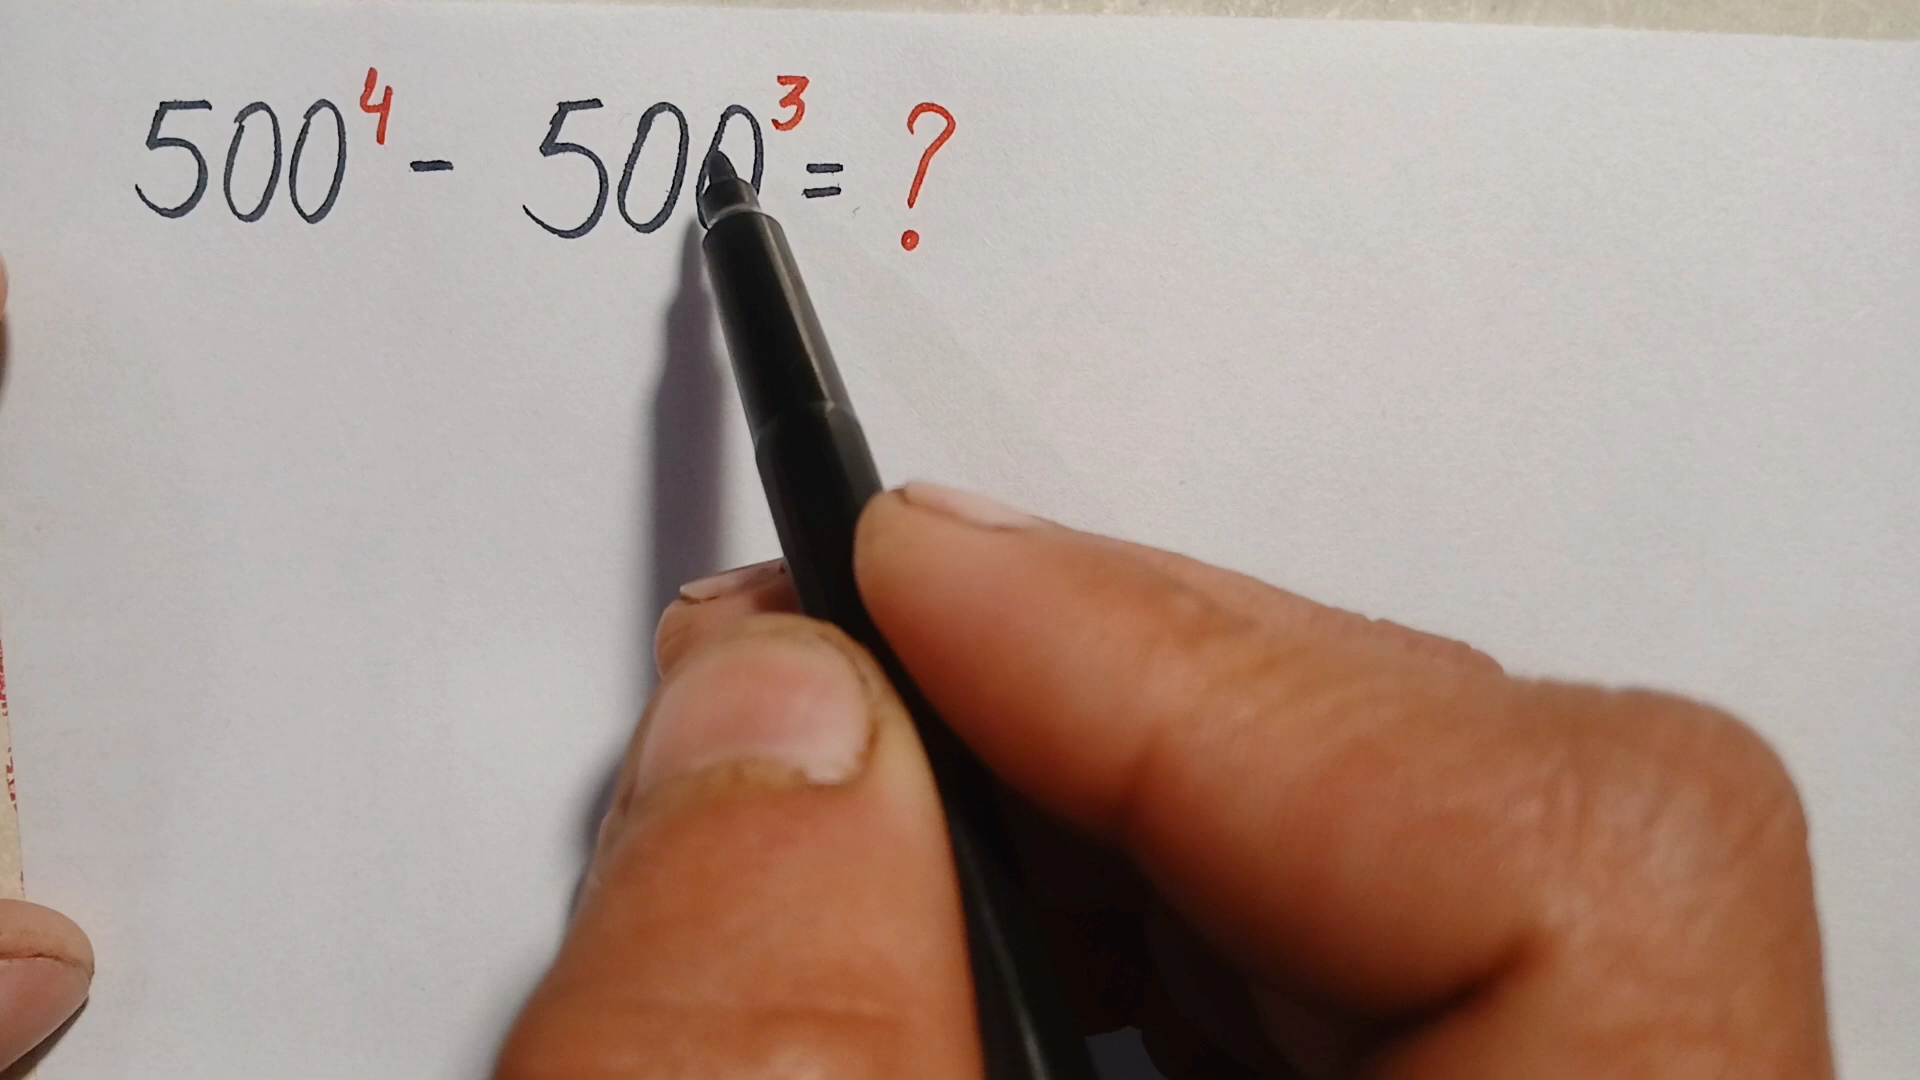 500⁴ - 500³ = ?